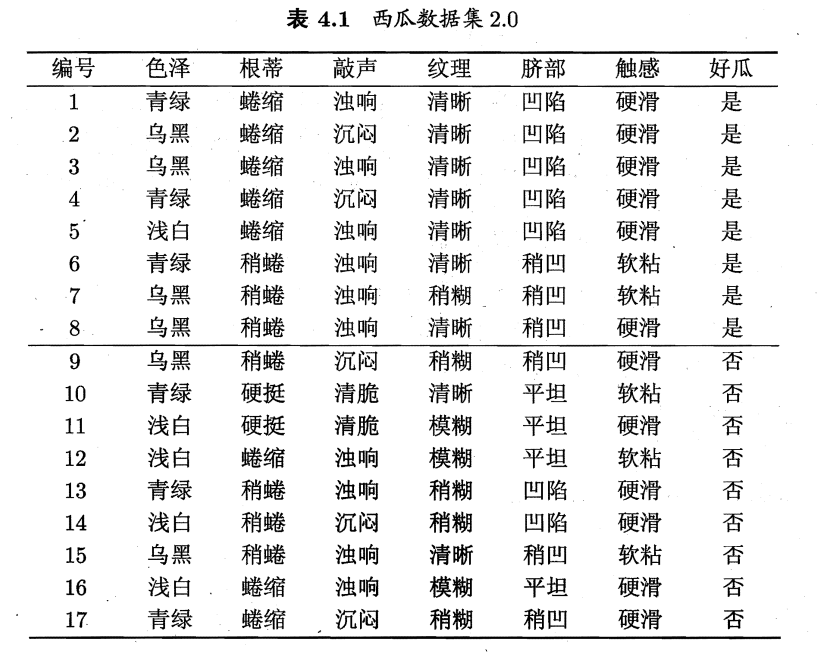 表 4.1 西瓜数据集 2.0
编号 色泽 根蒂 敲声 纹理 脐部 触感 好瓜
1 青绿 蜷缩 浊响 清晰 凹陷 硬滑 是
2 乌黑 蜷缩 沉闷 清晰 凹陷 硬滑 是
3 乌黑 蜷缩 浊响 清晰 凹陷 硬滑 是
4 青绿 蜷缩 沉闷 清晰 凹陷 硬滑 是
5 浅白 蜷缩 浊响 清晰 凹陷 硬滑 是
6 青绿 稍蜷 浊响 清晰 稍凹 软粘 是
7 乌黑 稍蜷 浊响 稍糊 稍凹 软粘 是
8 乌黑 稍蜷 浊响 清晰 稍凹 硬滑 是
9 乌黑 稍蜷 沉闷 稍糊 稍凹 硬滑 否
10 青绿 硬挺 清脆 清晰 平坦 软粘 否
11 浅白 硬挺 清脆 模糊 平坦 硬滑 否
12 浅白 蜷缩 浊响 模糊 平坦 软粘 否
13 青绿 稍蜷 浊响 稍糊 凹陷 硬滑 否
14 浅白 稍蜷 沉闷 稍糊 凹陷 硬滑 否
15 乌黑 稍蜷 浊响 清晰 稍凹 软粘 否
16 浅白 蜷缩 浊响 模糊 平坦 硬滑 否
17 青绿 蜷缩 沉闷 稍糊 稍凹 硬滑 否